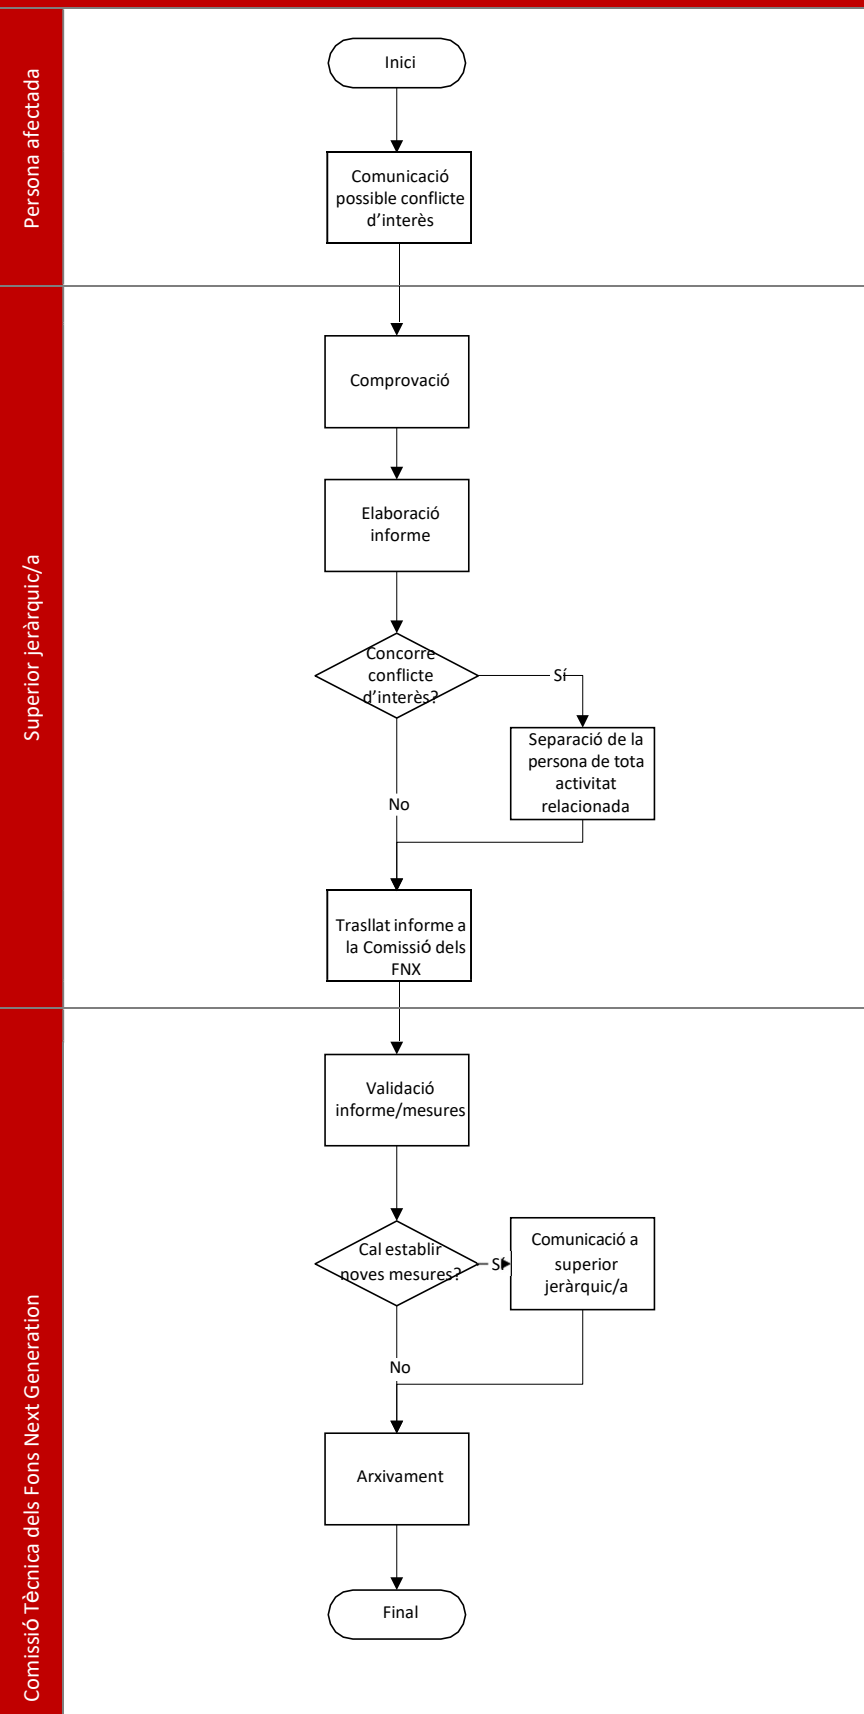 Persona afectada
Inici
Comunicació
possible conflicte
d’interès
Superior jeràrquic/a
Comprovació
Elaboració
informe
Concorre
conflicte
d’interès?
Sí
Separació de la
persona de tota
activitat
relacionada
No
Trasllat informe a
la Comissió dels
FNX
Comissió Tècnica dels Fons Next Generation
Validació
informe/mesures
Cal establir
noves mesures?
Sí
Comunicació a
superior
jeràrquic/a
No
Arxivament
Final